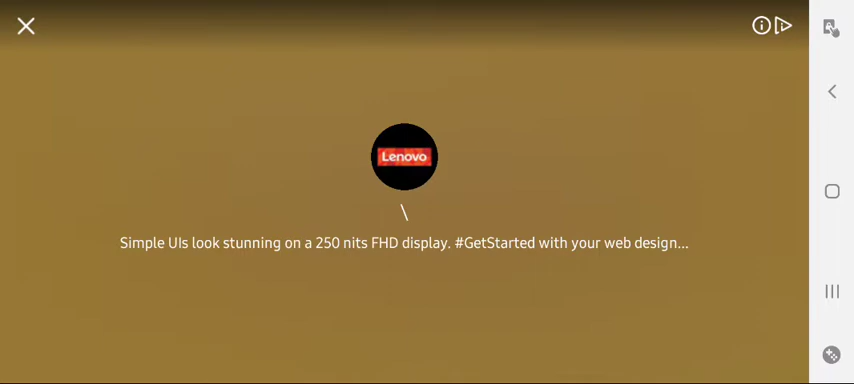 Lenovo
\
Simple UIs look stunning on a 250 nits FHD display. #GetStarted with your web design...